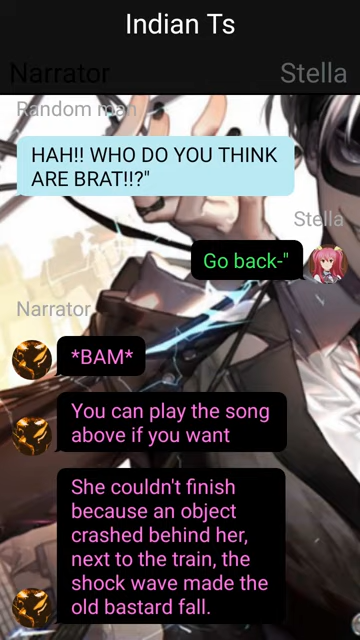 Indian Ts
Narrator
Stella
Random man
HAH!! WHO DO YOU THINK
ARE BRAT!!?"
Stella
Go back-"
Narrator
*BAM*
You can play the song
above if you want
She couldn't finish
because an object
crashed behind her,
next to the train, the
shock wave made the
old bastard fall.